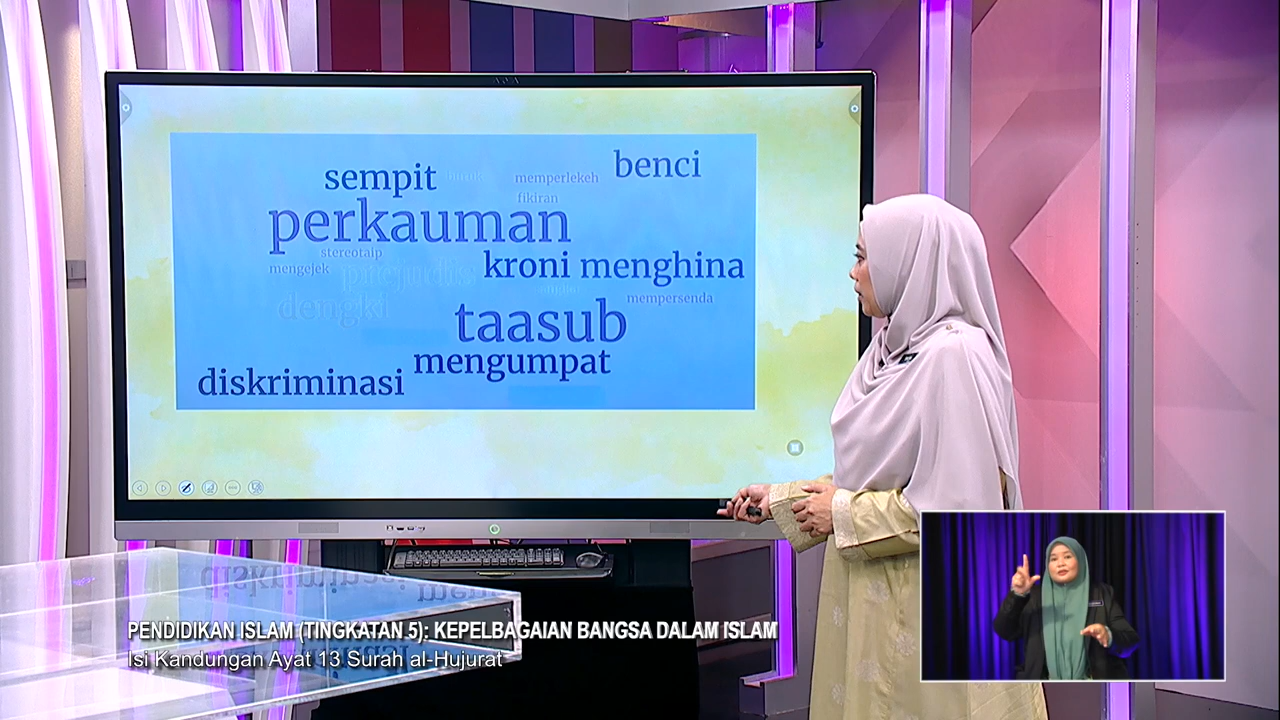 benci
sempit
memperlekeh
fikiran
perkauman
stereotaip
mengejek
prejudis
kroni menghina
mempersenda
dengki
taasub
mengumpat
diskriminasi
PENDIDIKAN ISLAM (TINGKATAN 5): KEPELBAGAIAN BANGSA DALAM ISLAM
Isi Kandungan Ayat 13 Surah al-Hujurat